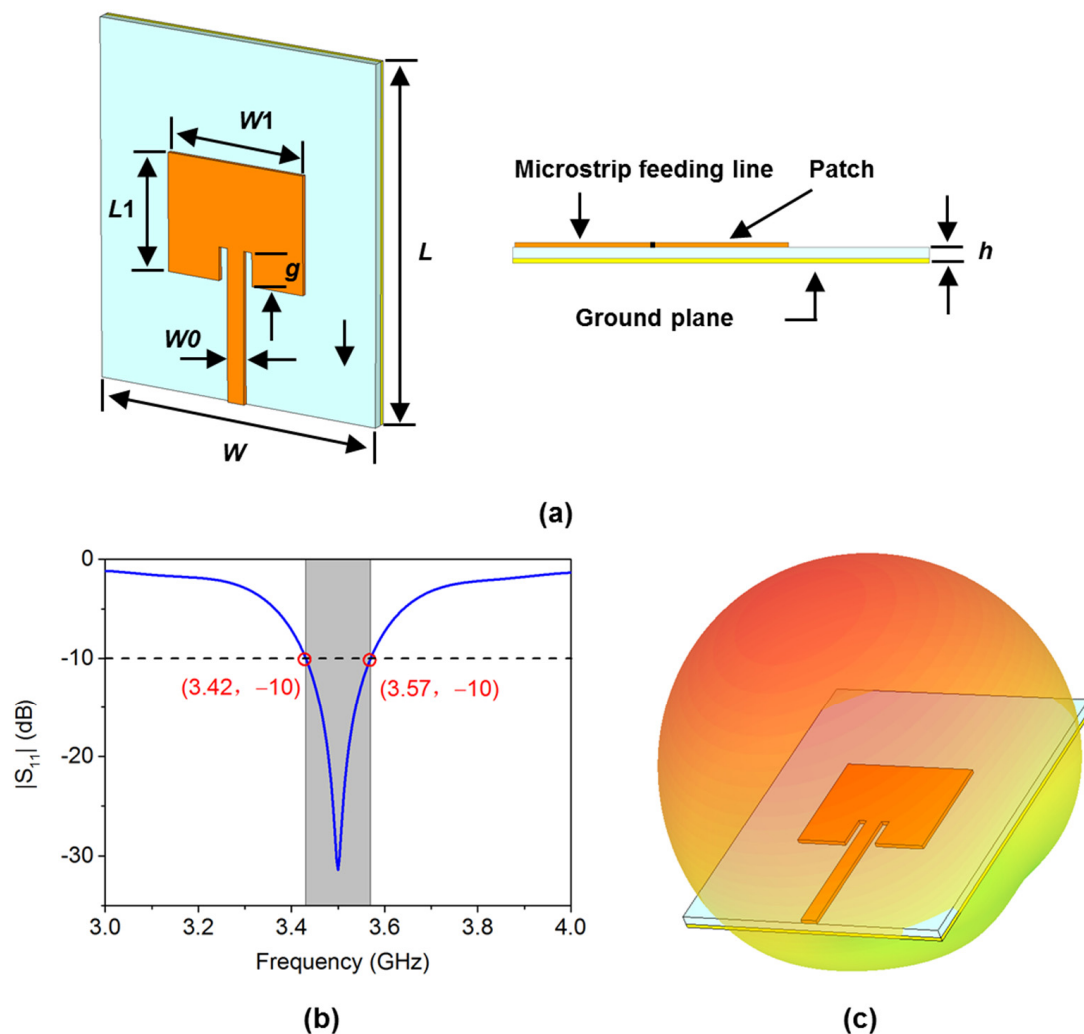 W1
L1
g
W0
L
W
Microstrip feeding line
Patch
h
Ground plane
(a)
0
-10
-20
-30
|S11| (dB)
(3.42， −10)
(3.57， −10)
3.0
3.2
3.4
3.6
3.8
4.0
Frequency (GHz)
(b)
(c)